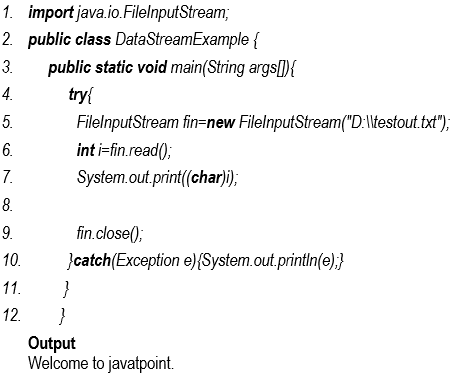 1. import java.io.FileInputStream;
2. public class DataStreamExample {
3. public static void main(String args[]){
4. try{
5. FileInputStream fin=new FileInputStream("D:\\testout.txt");
6. int i=fin.read();
7. System.out.print((char)i);
8.
9. fin.close();
10. }catch(Exception e){System.out.println(e);}
11. }
12. }
Output
Welcome to javatpoint.